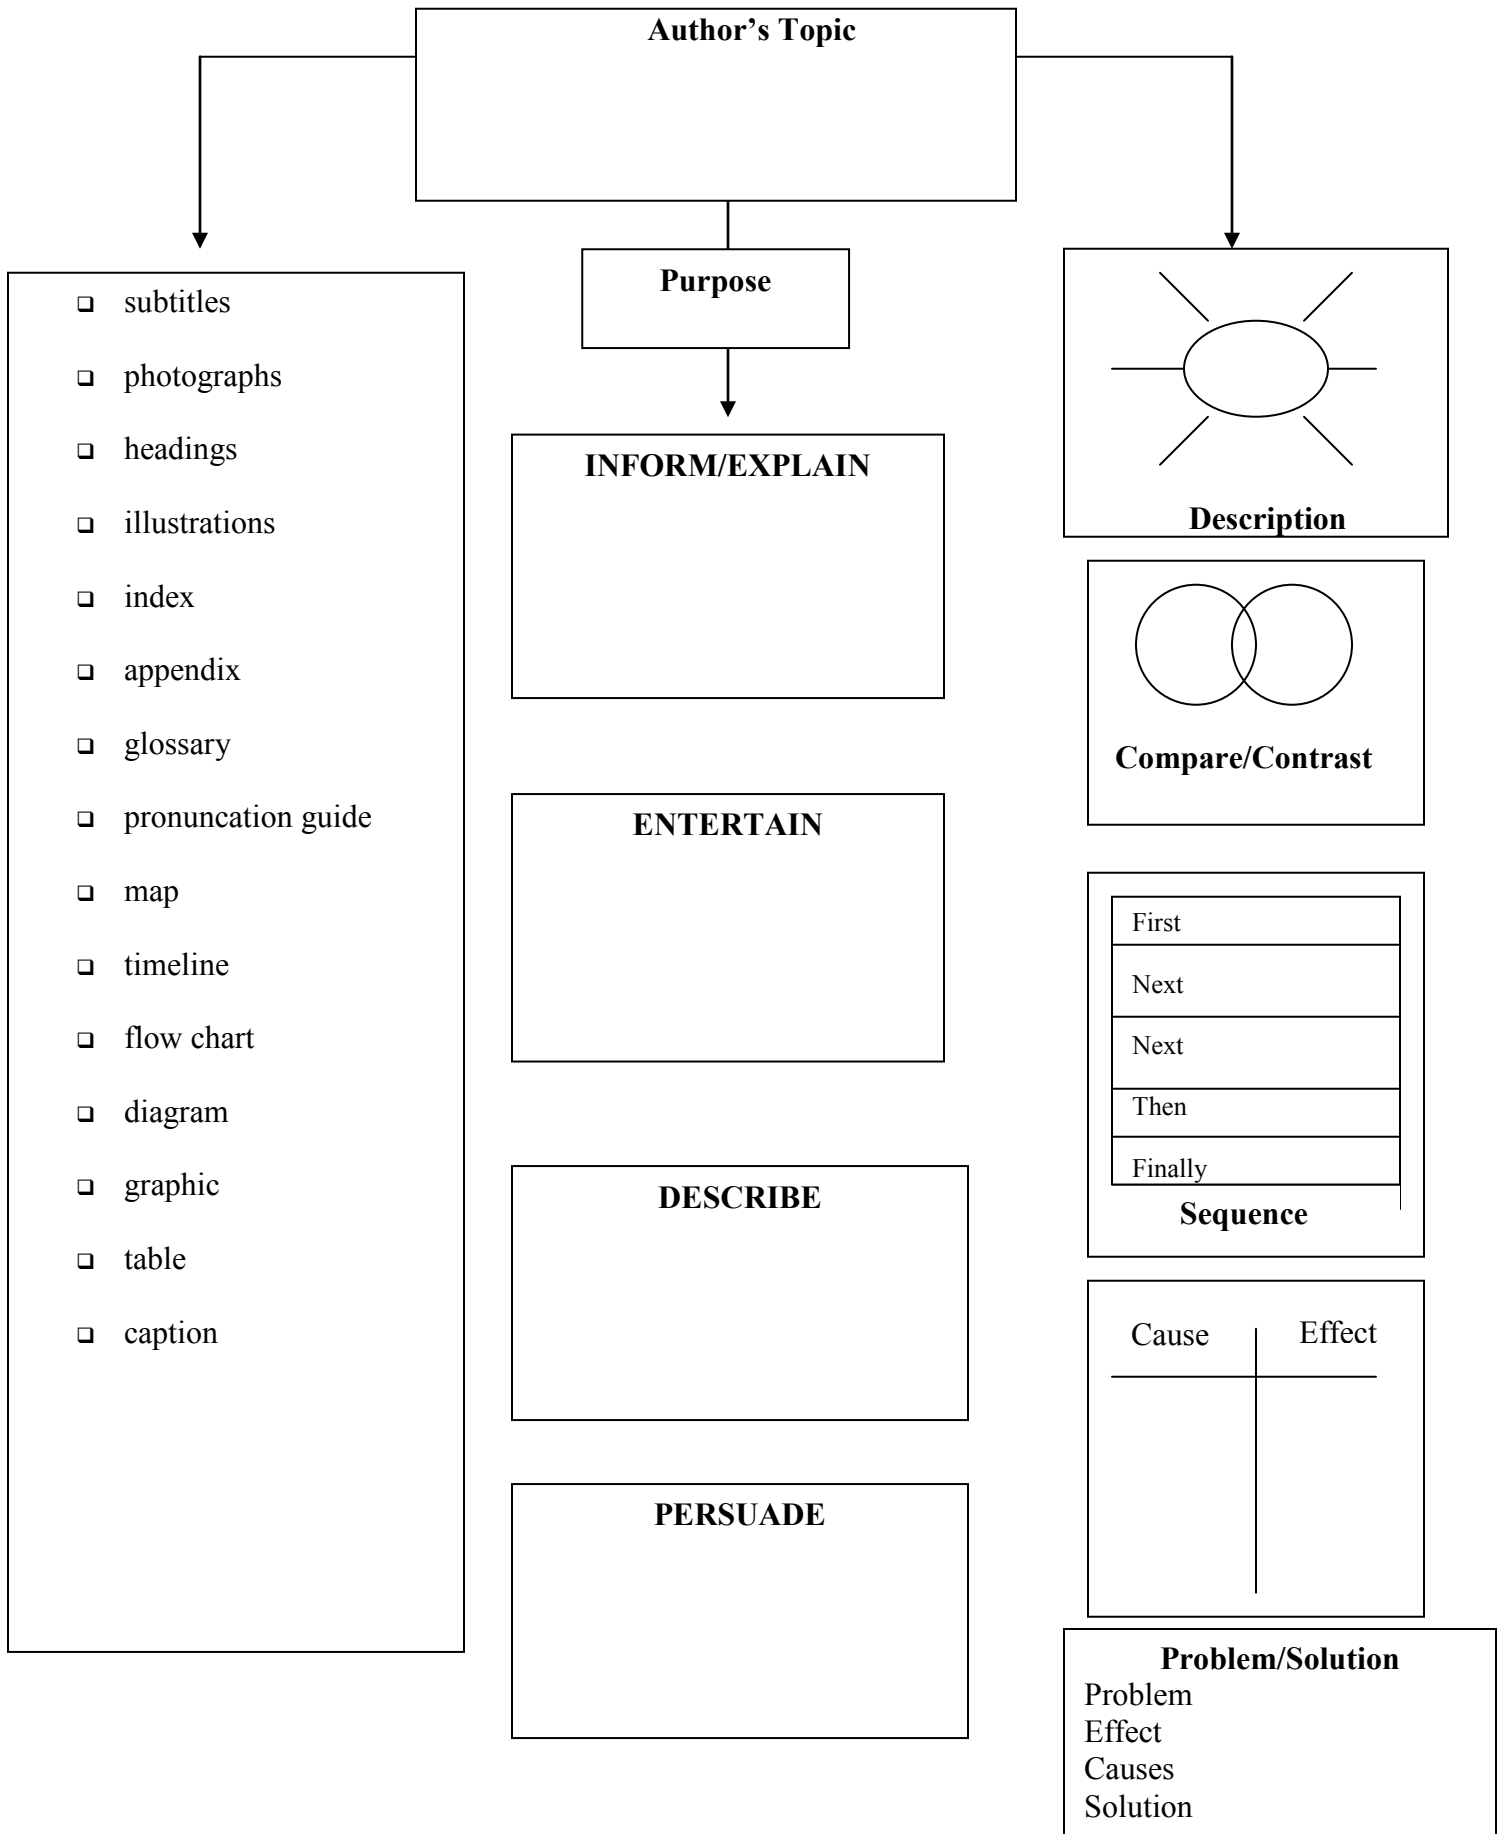 Author’s Topic
subtitles
photographs
headings
illustrations
index
appendix
glossary
pronuncation guide
map
timeline
flow chart
diagram
graphic
table
caption
Purpose
INFORM/EXPLAIN
ENTERTAIN
DESCRIBE
PERSUADE
Description
Compare/Contrast
First
Next
Next
Then
Finally
Sequence
Cause Effect
Problem/Solution
Problem
Effect
Causes
Solution